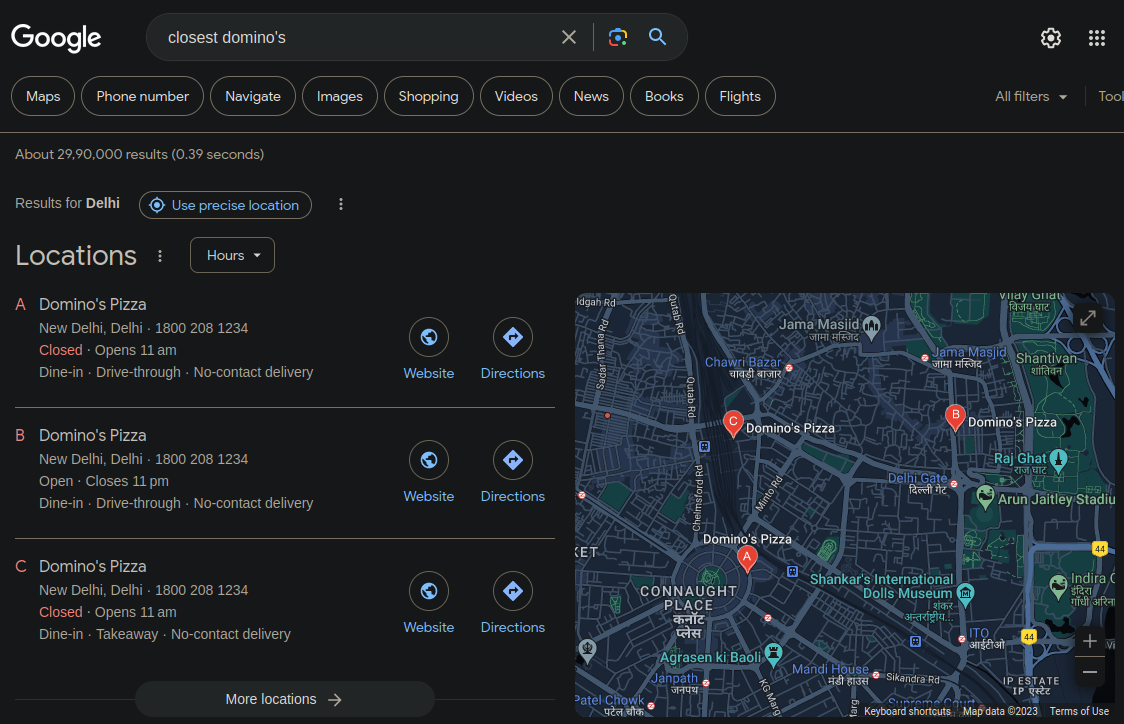 Google
closest domino's
Maps
Phone number
Navigate
Images
Shopping
Videos
News
Books
Flights
All filters
Tool
About 29,90,000 results (0.39 seconds)
Results for Delhi
Use precise location
Locations
Hours
A
Domino's Pizza
New Delhi, Delhi · 1800 208 1234
Closed · Opens 11 am
Dine-in · Drive-through · No-contact delivery
Website
Directions
B
Domino's Pizza
New Delhi, Delhi · 1800 208 1234
Open · Closes 11 pm
Dine-in · Drive-through · No-contact delivery
Website
Directions
C
Domino's Pizza
New Delhi, Delhi · 1800 208 1234
Closed · Opens 11 am
Dine-in · Takeaway · No-contact delivery
Website
Directions
More locations
Idgah Rd
Qutab Rd
Vijay Ghat
विजय घाट
Jama Masjid
जामा मस्जिद
Sadar Thana Rd
Chawri Bazar
चावड़ी बाजार
Jama Masjid
जामा मस्जिद
Shantivan
शांतिवन
Qutab Rd
C
Domino's Pizza
B
Domino's Pizza
Raj Ghat
राज घाट
Chelmsford Rd
Minto Rd
Delhi Gate
दिल्ली गेट
Arun Jaitley Stadiu
Domino's Pizza
A
KET
44
CONNAUGHT
PLACE
कनॉट
प्लेस
Shankar's International
Dolls Museum
शंकर
अन्तर्राष्ट्रीय...
Indira G
इंदिरा
गाँधी अरिना
ITO
आईटीओ
44
Agrasen ki Baoli
Mandi House
मंडी हाउस
Sikandra Rd
Janpath
जनपथ
IP ESTATE
IP एस्टेट
Patel Chowk
पटेल चौक
KG Marg
Marg
Supreme Court
Keyboard shortcuts
Map data ©2023
Terms of Use